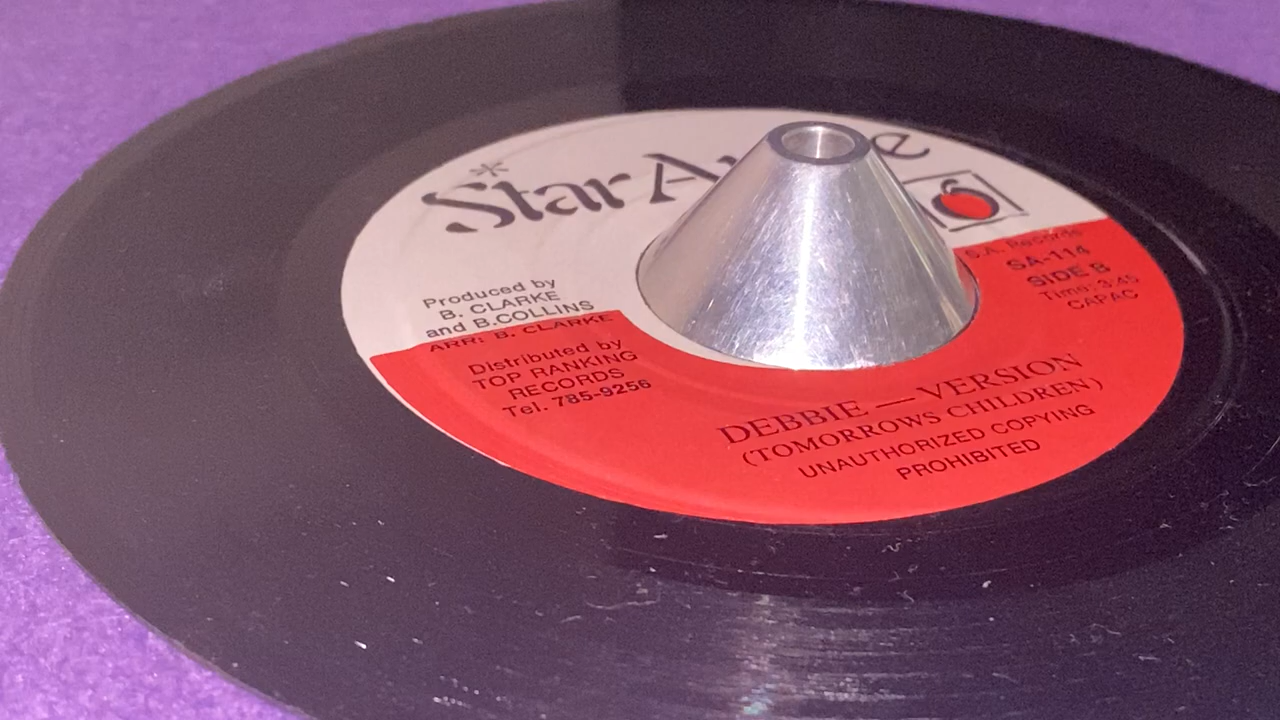 Star
Produced by
B. CLARKE
and B.COLLINS
ARR: B. CLARKE
Distributed by
TOP RANKING
RECORDS
Tel. 785-9256
S.A. Records
SA-114
SIDE B
Time: 3:45
CAPAC
DEBBIE — VERSION
(TOMORROWS CHILDREN)
UNAUTHORIZED COPYING
PROHIBITED